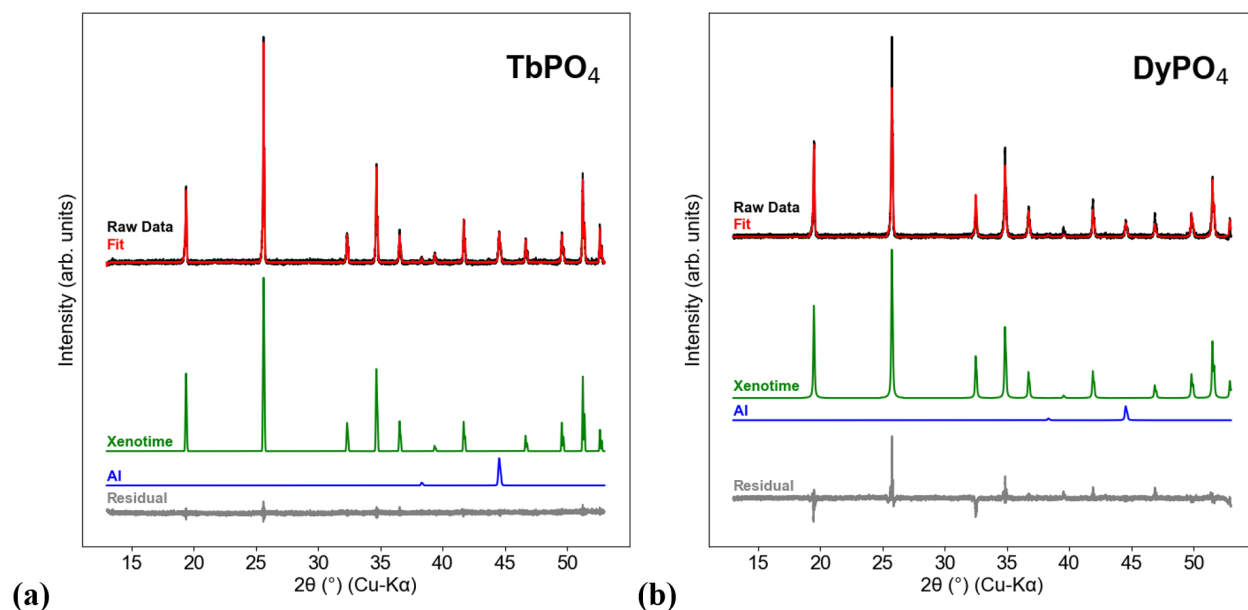 TbPO₄
Raw Data
Fit
Xenotime
Al
Residual
Intensity (arb. units)
15 20 25 30 35 40 45 50
2θ (°) (Cu-Kα)
(a)
DyPO₄
Raw Data
Fit
Xenotime
Al
Residual
Intensity (arb. units)
15 20 25 30 35 40 45 50
2θ (°) (Cu-Kα)
(b)